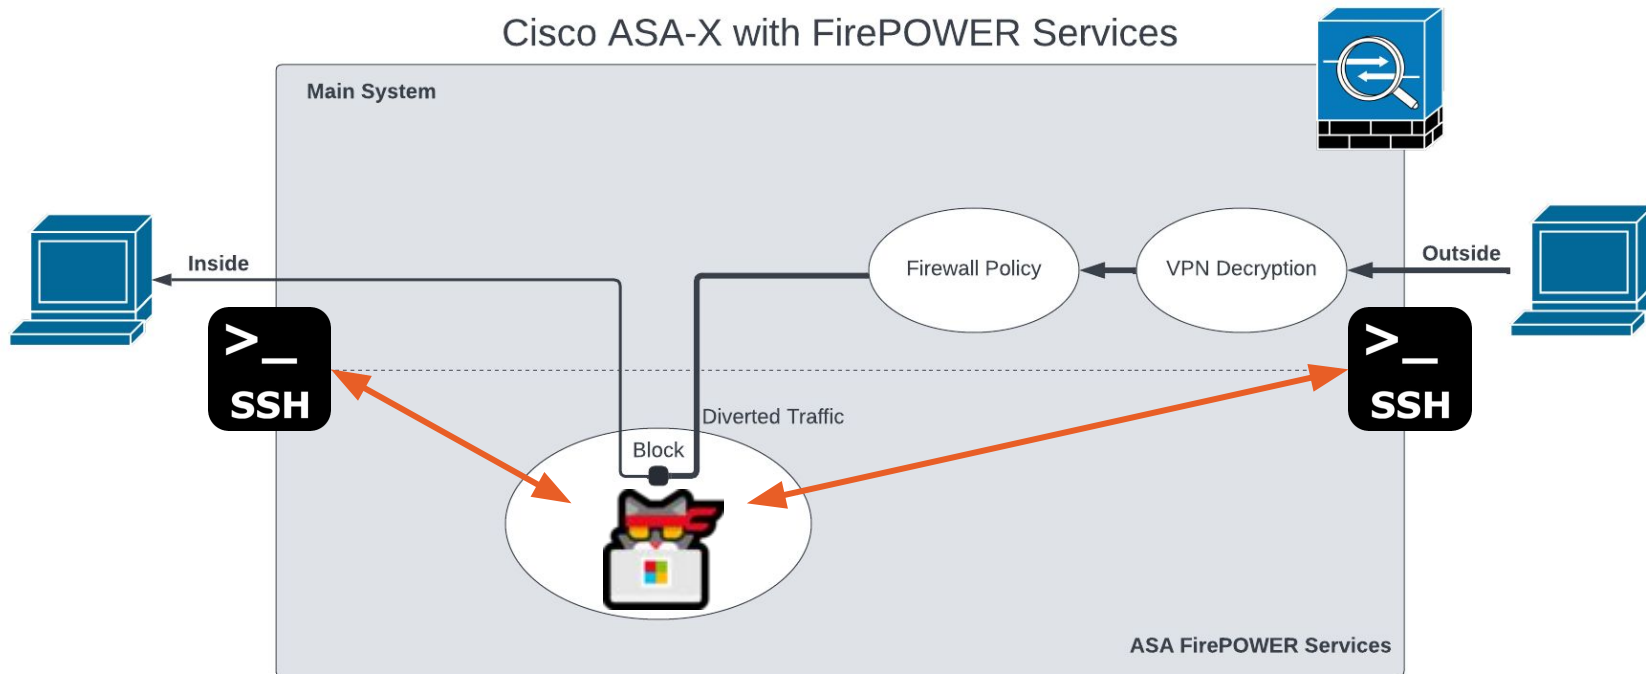 Cisco ASA-X with FirePOWER Services
Main System
Inside
Firewall Policy
VPN Decryption
Outside
>_
SSH
>_
SSH
Diverted Traffic
Block
ASA FirePOWER Services